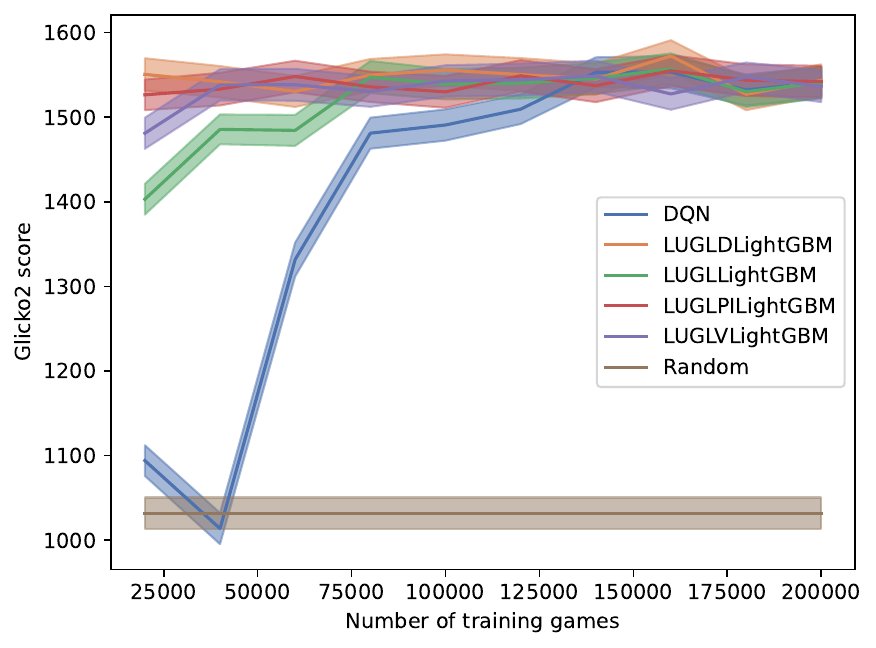 1600
1500
1400
1300
1200
1100
1000
Glicko2 score
DQN
LUGLDLightGBM
LUGLLightGBM
LUGLPILightGBM
LUGLVLightGBM
Random
25000 50000 75000 100000 125000 150000 175000 200000
Number of training games